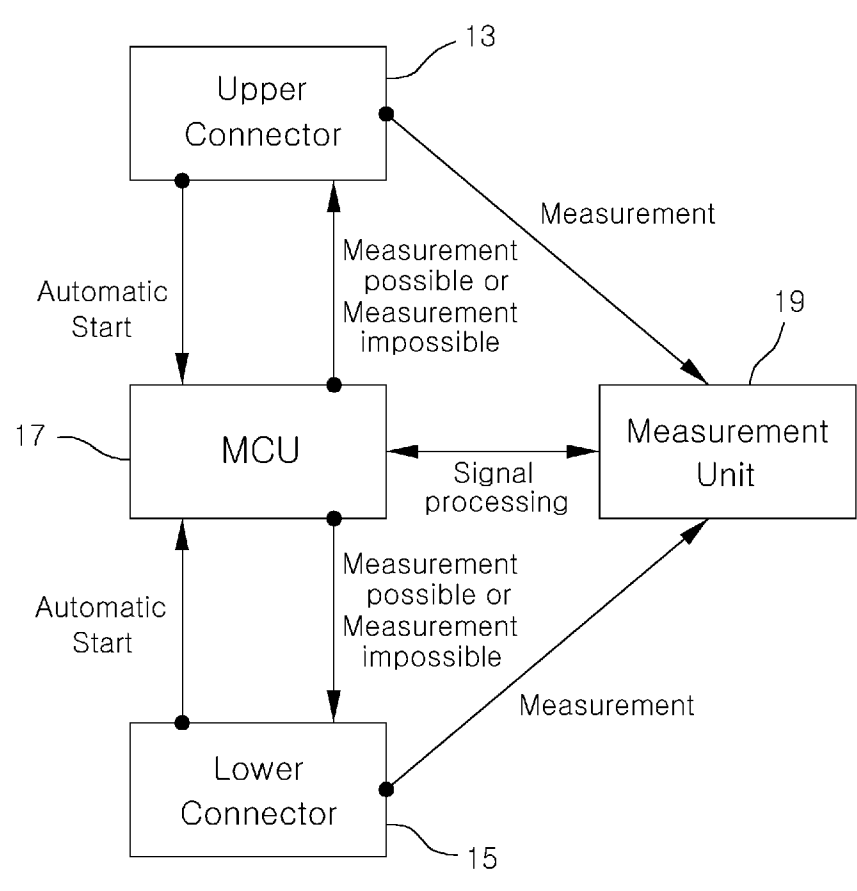 13
Upper
Connector
Measurement
Automatic
Start
Measurement
possible or
Measurement
impossible
19
17
MCU
Signal
processing
Measurement
Unit
Automatic
Start
Measurement
possible or
Measurement
impossible
Measurement
Lower
Connector
15